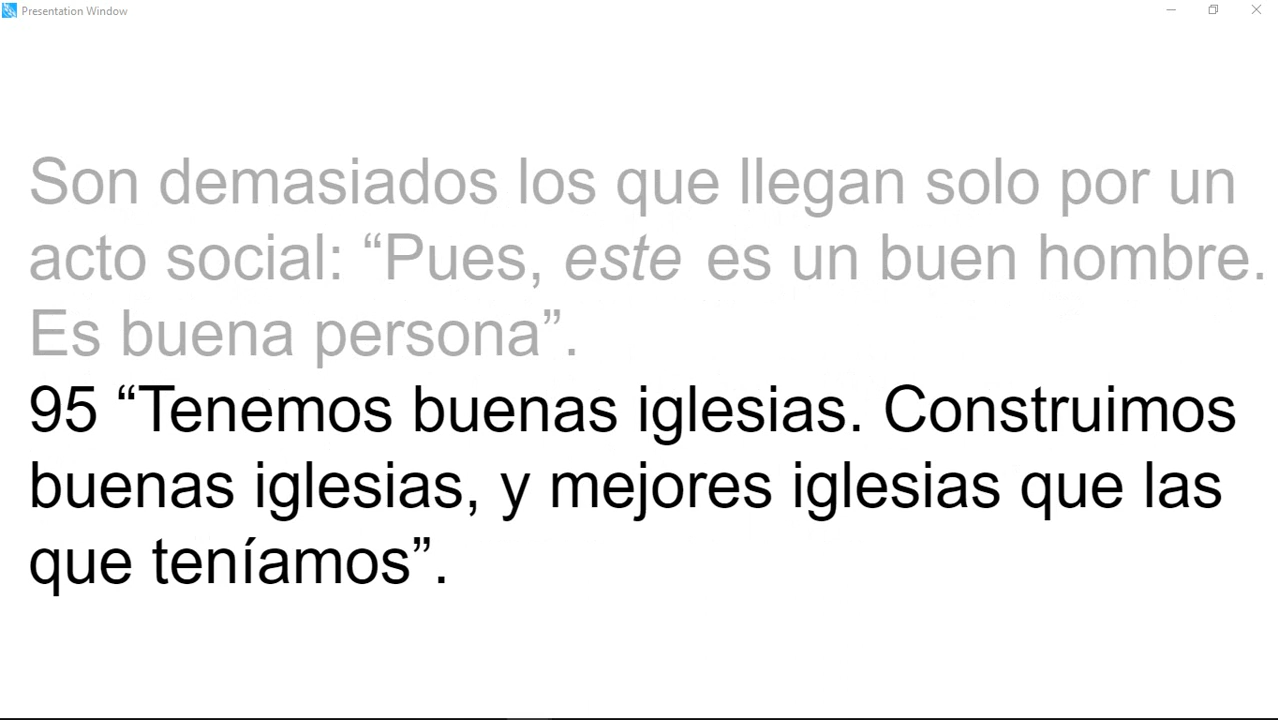 Presentation Window
Son demasiados los que llegan solo por un
acto social: “Pues, este es un buen hombre.
Es buena persona”.
95 “Tenemos buenas iglesias. Construimos
buenas iglesias, y mejores iglesias que las
que teníamos”.